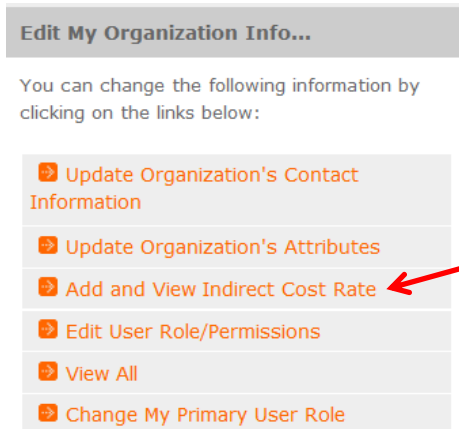 Edit My Organization Info...
You can change the following information by
clicking on the links below:
Update Organization's Contact
Information
Update Organization's Attributes
Add and View Indirect Cost Rate
Edit User Role/Permissions
View All
Change My Primary User Role